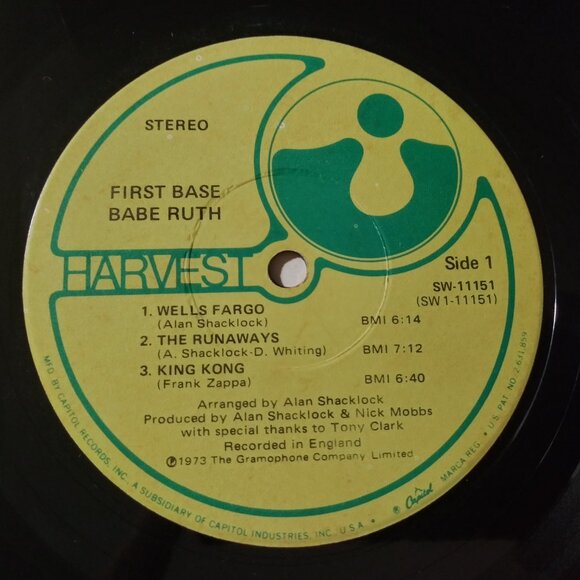 STEREO
FIRST BASE
BABE RUTH
HARVEST
Side 1
SW-11151
(SW 1-11151)
1. WELLS FARGO
(Alan Shacklock) BMI 6:14
2. THE RUNAWAYS
(A. Shacklock-D. Whiting) BMI 7:12
3. KING KONG
(Frank Zappa) BMI 6:40
Arranged by Alan Shacklock
Produced by Alan Shacklock & Nick Mobbs
with special thanks to Tony Clark
Recorded in England
℗1973 The Gramophone Company Limited
MFD. BY CAPITOL RECORDS, INC. A SUBSIDIARY OF CAPITOL INDUSTRIES, INC. U.S.A. • ® Capitol MARCA REG. • U.S. PAT. NO. 2,631,859